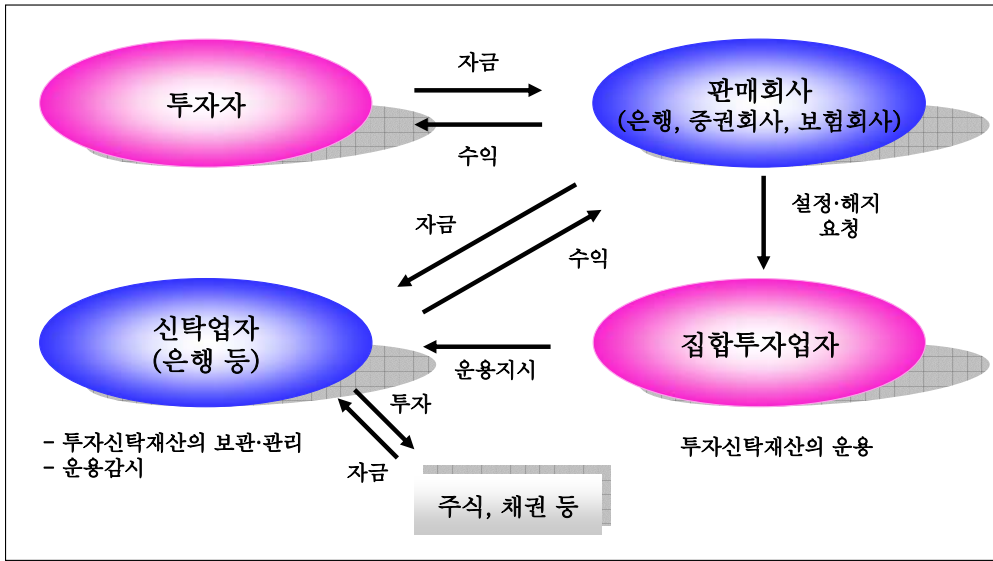 자금
투자자
판매회사
(은행, 증권회사, 보험회사)
수익
설정·해지
요청
자금
수익
신탁업자
(은행 등)
집합투자업자
운용지시
투자
- 투자신탁재산의 보관·관리
- 운용감시
자금
투자신탁재산의 운용
주식, 채권 등